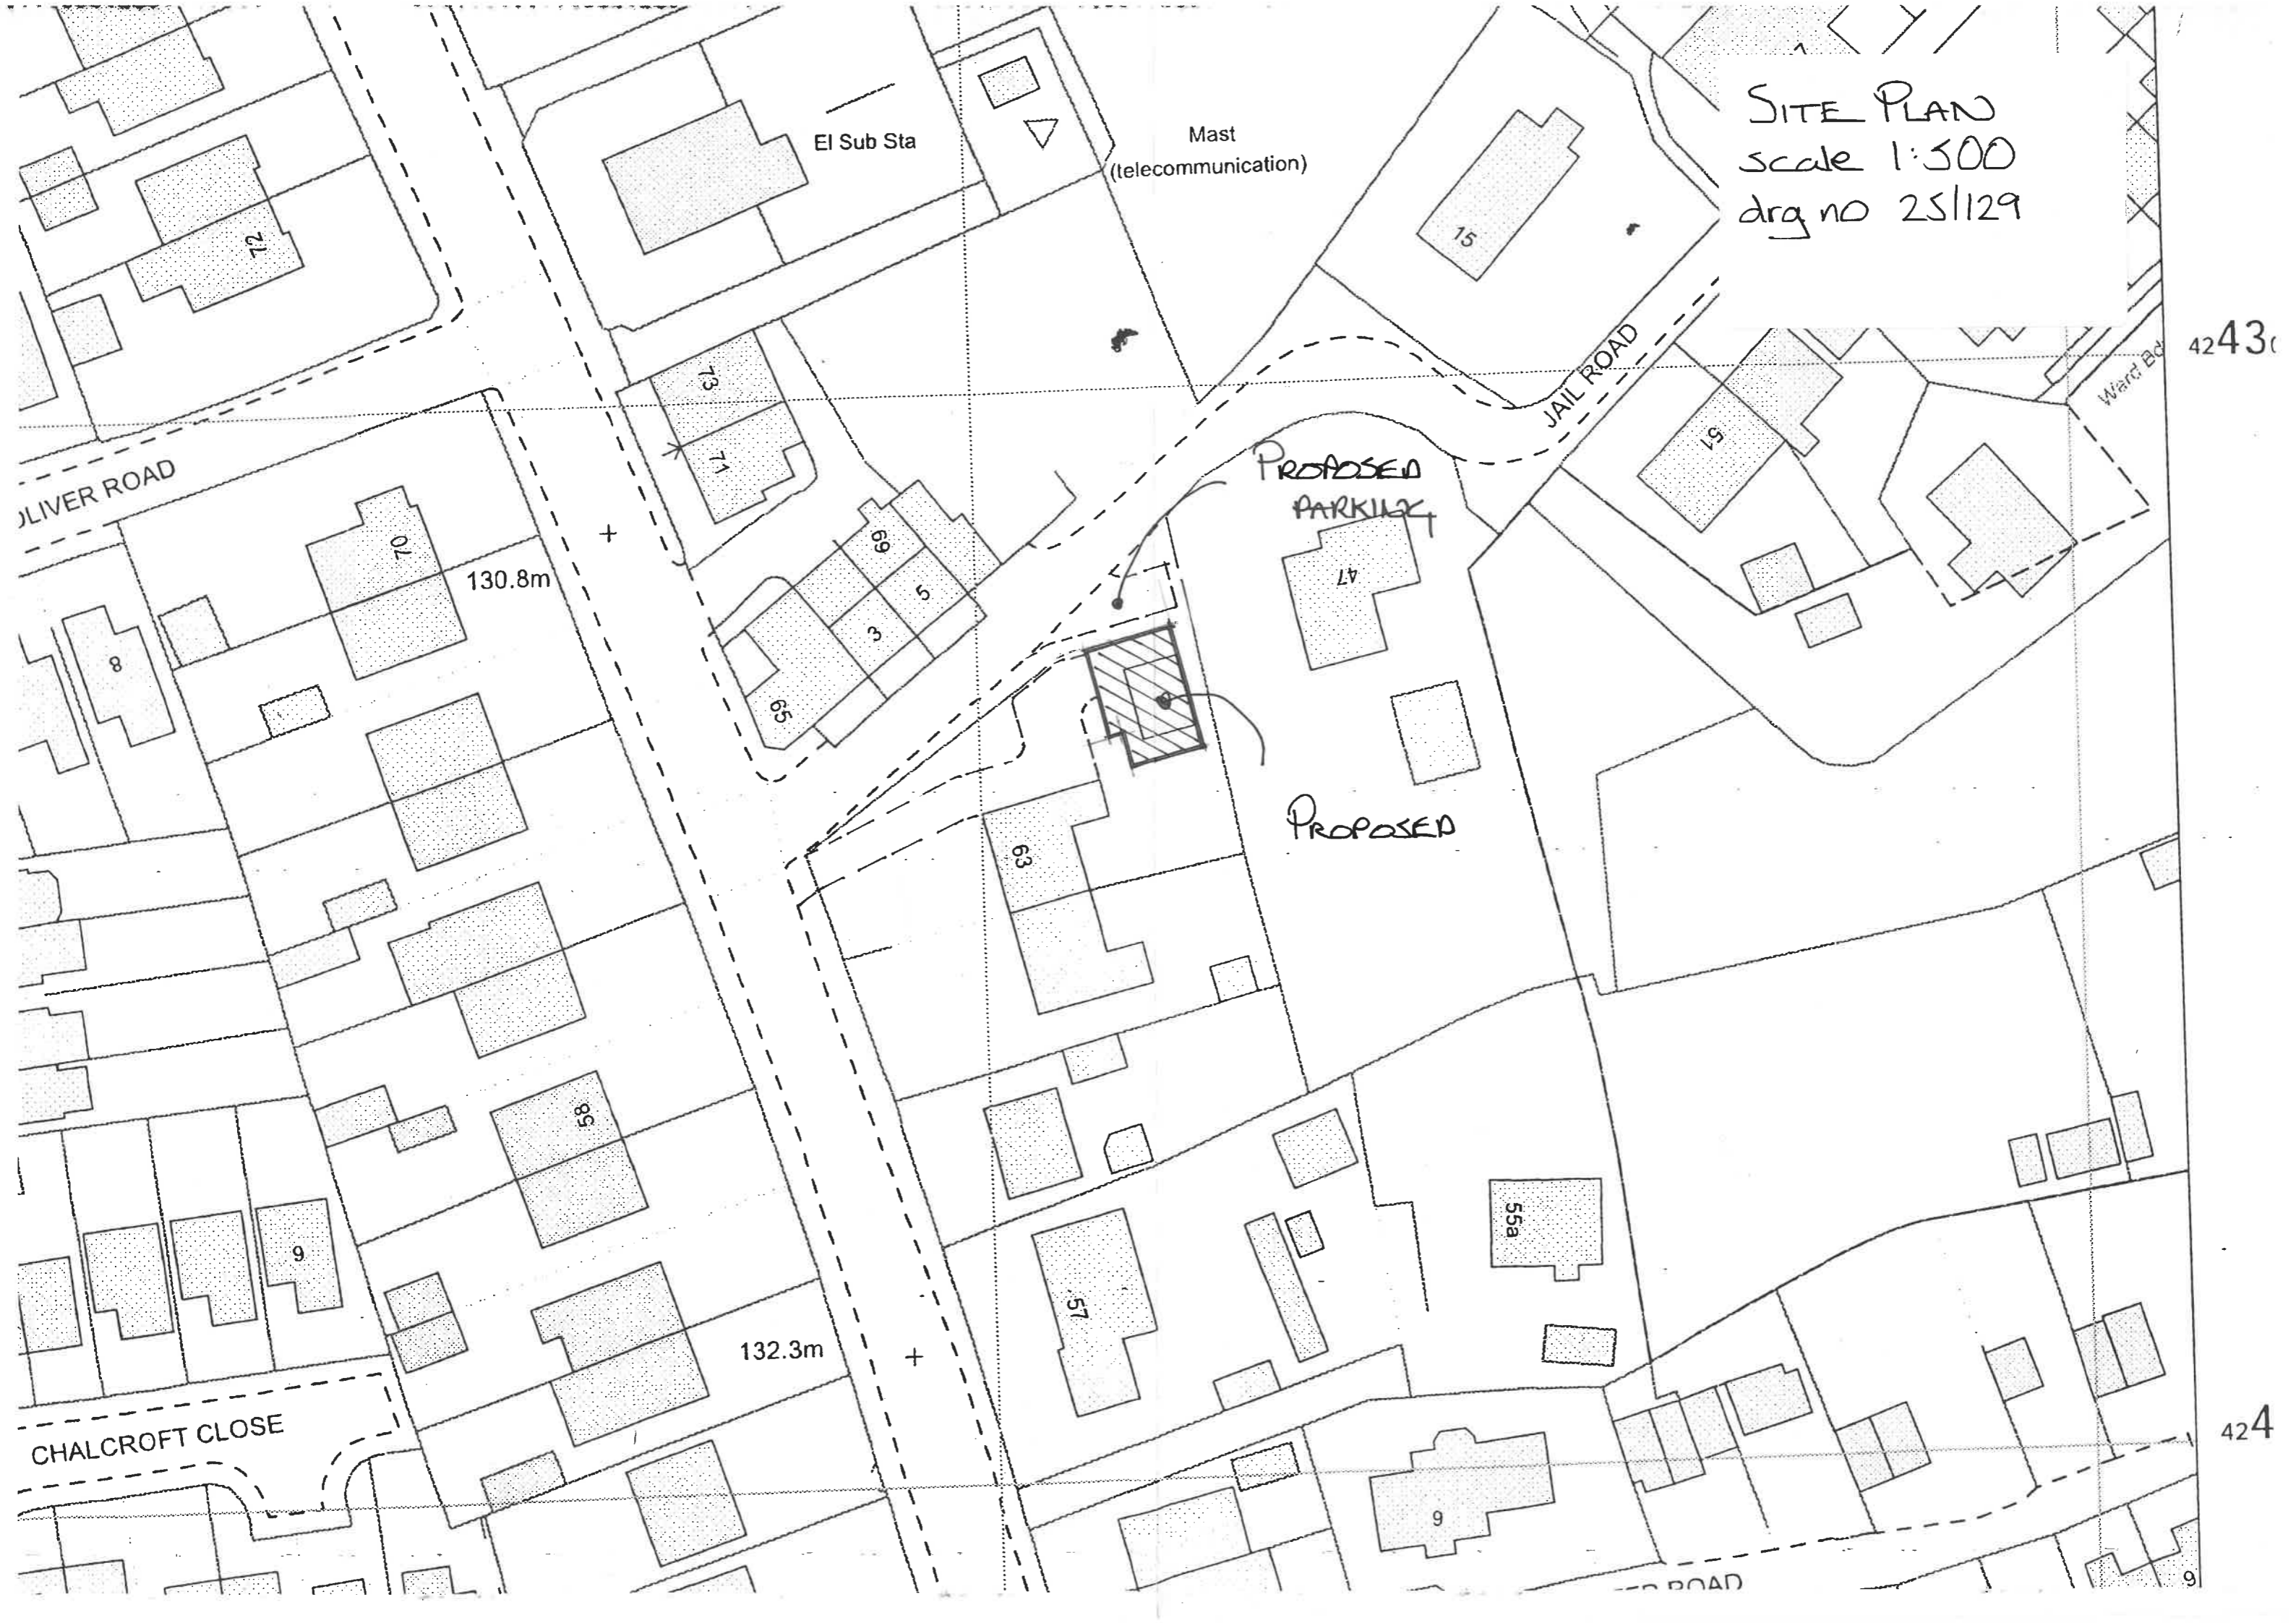 SITE PLAN
scale 1:500
drg no 25/129
El Sub Sta
Mast
(telecommunication)
15
72
4243
JAIL ROAD
Ward Bd
73
71
51
OLIVER ROAD
PROPOSED
PARKING
70
69
130.8m
47
5
3
8
65
PROPOSED
63
58
55a
9
57
132.3m
CHALCROFT CLOSE
424
9
ROAD
9